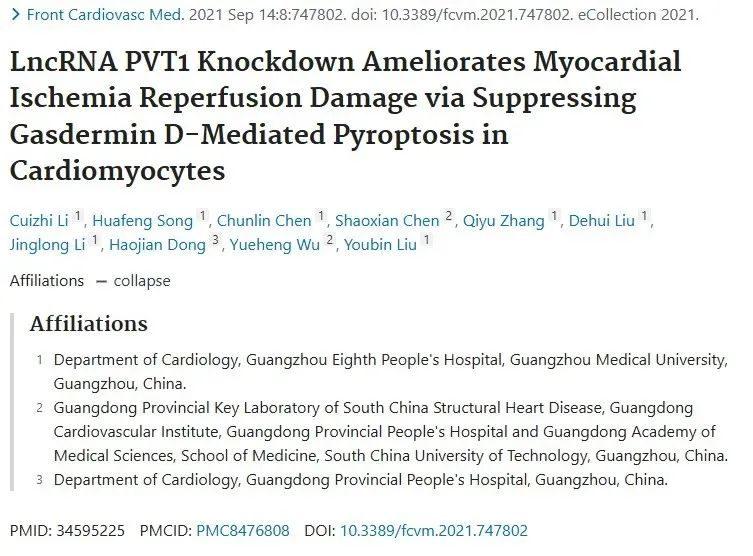 > Front Cardiovasc Med. 2021 Sep 14:8:747802. doi: 10.3389/fcvm.2021.747802. eCollection 2021.
LncRNA PVT1 Knockdown Ameliorates Myocardial
Ischemia Reperfusion Damage via Suppressing
Gasdermin D-Mediated Pyroptosis in
Cardiomyocytes
Cuizhi Li 1, Huafeng Song 1, Chunlin Chen 1, Shaoxian Chen 2, Qiyu Zhang 1, Dehui Liu 1,
Jinglong Li 1, Haojian Dong 3, Yueheng Wu 2, Youbin Liu 1
Affiliations — collapse
Affiliations
1 Department of Cardiology, Guangzhou Eighth People's Hospital, Guangzhou Medical University,
Guangzhou, China.
2 Guangdong Provincial Key Laboratory of South China Structural Heart Disease, Guangdong
Cardiovascular Institute, Guangdong Provincial People's Hospital and Guangdong Academy of
Medical Sciences, School of Medicine, South China University of Technology, Guangzhou, China.
3 Department of Cardiology, Guangdong Provincial People's Hospital, Guangzhou, China.
PMID: 34595225 PMCID: PMC8476808 DOI: 10.3389/fcvm.2021.747802